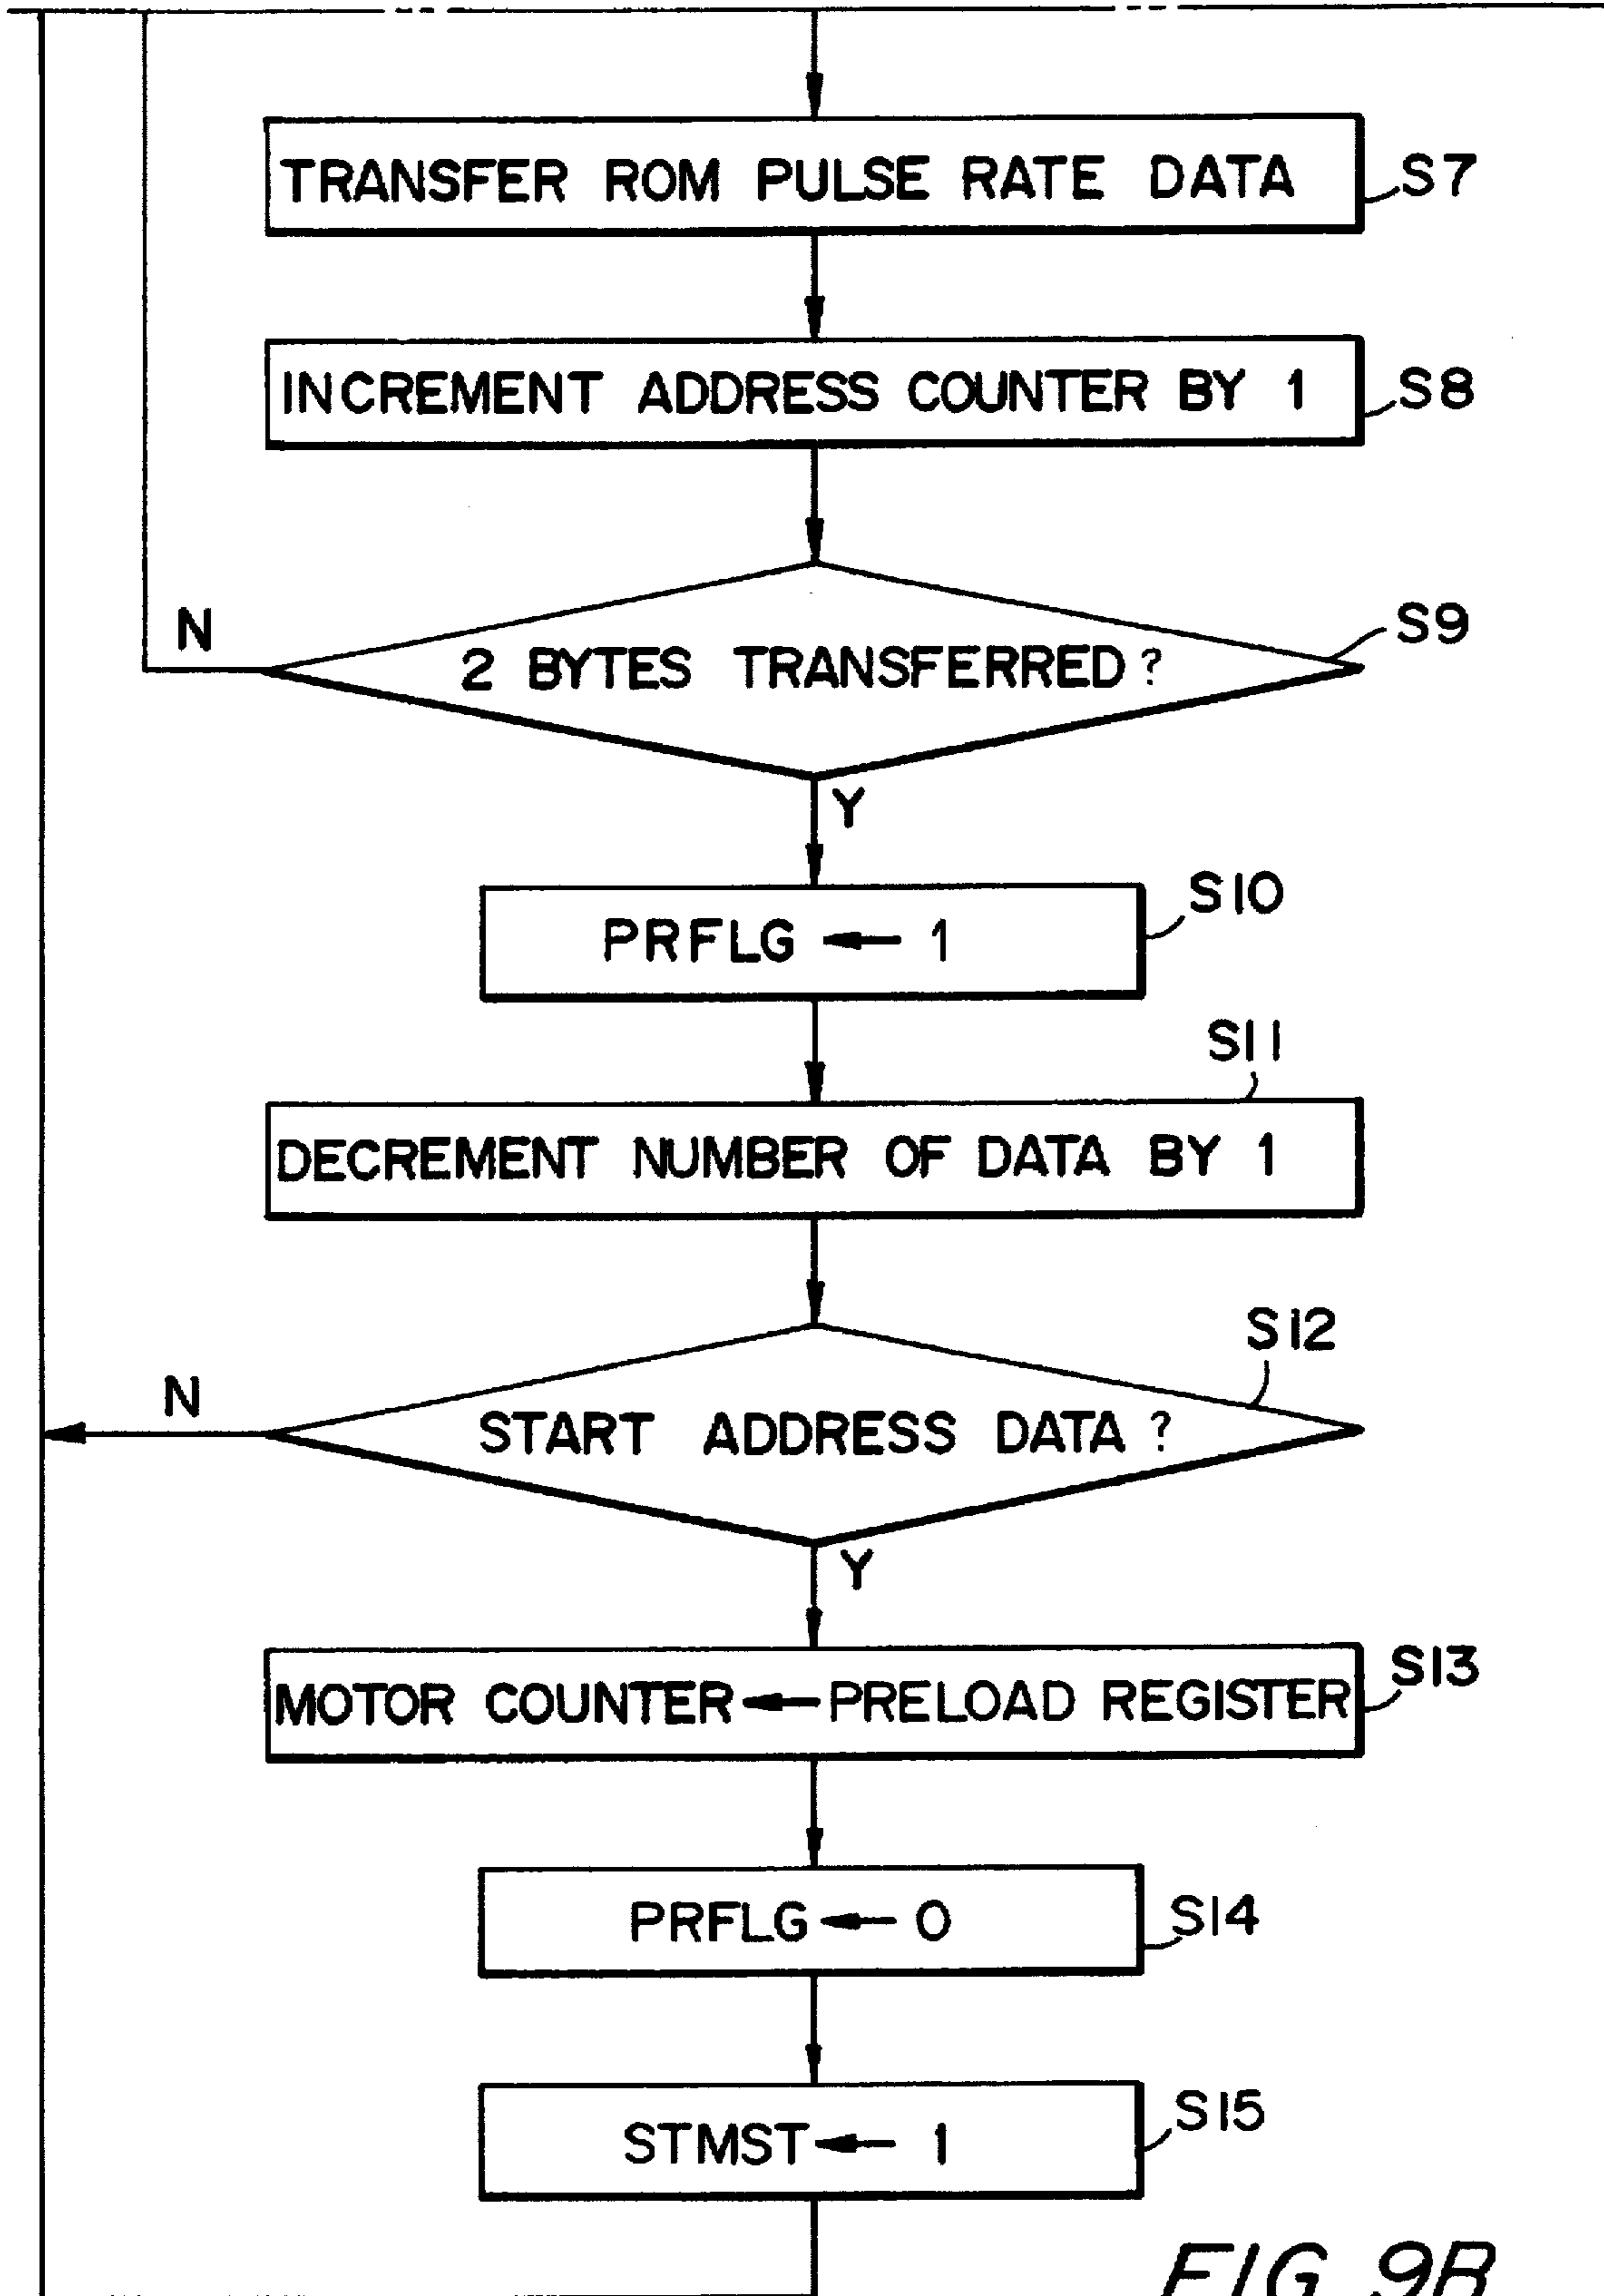 TRANSFER ROM PULSE RATE DATA
S7
INCREMENT ADDRESS COUNTER BY 1
S8
N
2 BYTES TRANSFERRED?
S9
Y
PRFLG ← 1
S10
S11
DECREMENT NUMBER OF DATA BY 1
S12
N
START ADDRESS DATA?
Y
MOTOR COUNTER ← PRELOAD REGISTER
S13
PRFLG ← 0
S14
STMST ← 1
S15
FIG. 9B